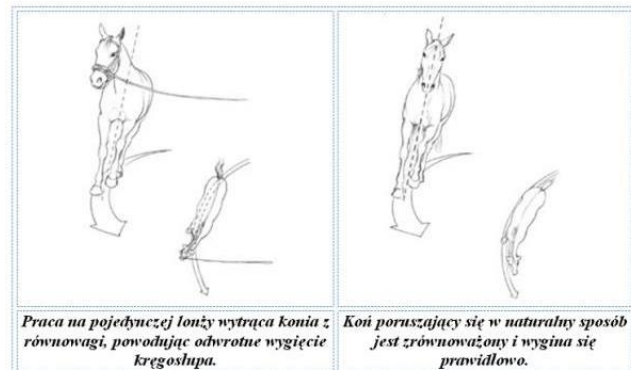 Praca na pojedynczej lonży wytrąca konia z
równowagi, powodując odwrotne wygięcie
kręgosłupa.
Koń poruszający się w naturalny sposób
jest zrównoważony i wygina się
prawidłowo.